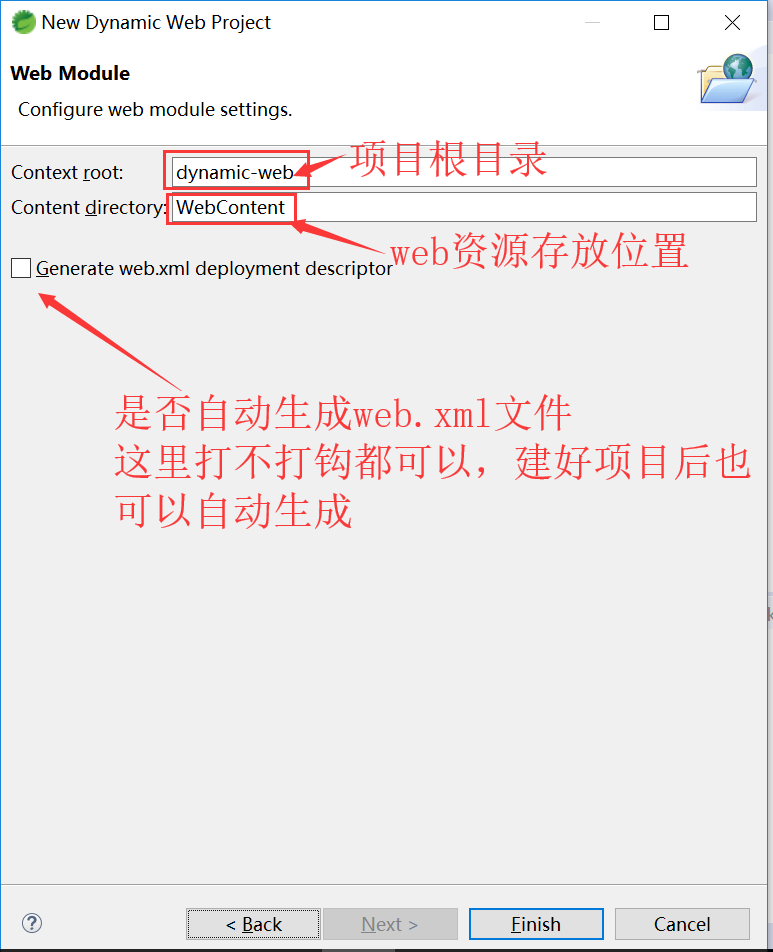 New Dynamic Web Project
Web Module
Configure web module settings.
Context root: dynamic-web
项目根目录
Content directory: WebContent
web资源存放位置
Generate web.xml deployment descriptor
是否自动生成web.xml文件
这里打不打钩都可以，建好项目后也
可以自动生成
? < Back Next > Finish Cancel